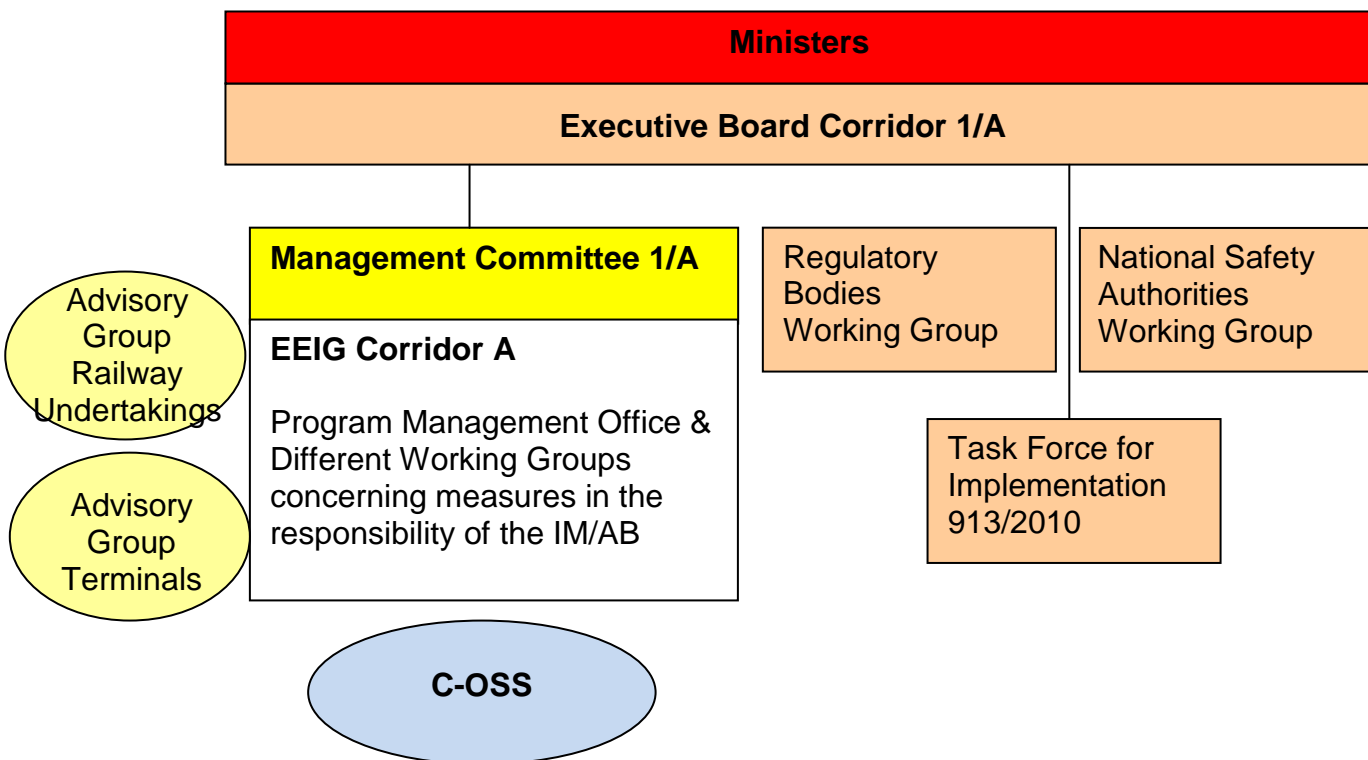 Ministers
Executive Board Corridor 1/A
Management Committee 1/A
Regulatory
Bodies
Working Group
National Safety
Authorities
Working Group
Advisory
Group
Railway
Undertakings
EEIG Corridor A
Program Management Office &
Different Working Groups
concerning measures in the
responsibility of the IM/AB
Task Force for
Implementation
913/2010
Advisory
Group
Terminals
C-OSS